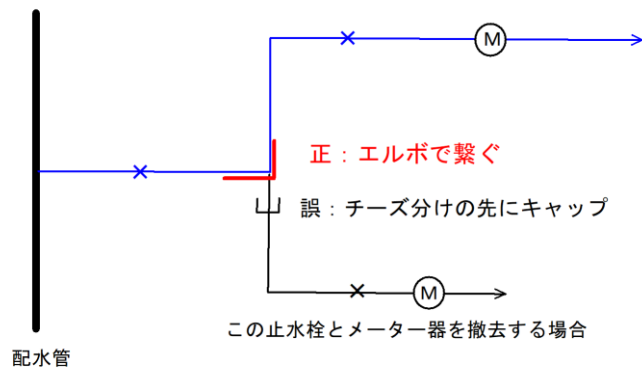 M
正：エルボで繋ぐ
誤：チーズ分けの先にキャップ
M
この止水栓とメーター器を撤去する場合
配水管